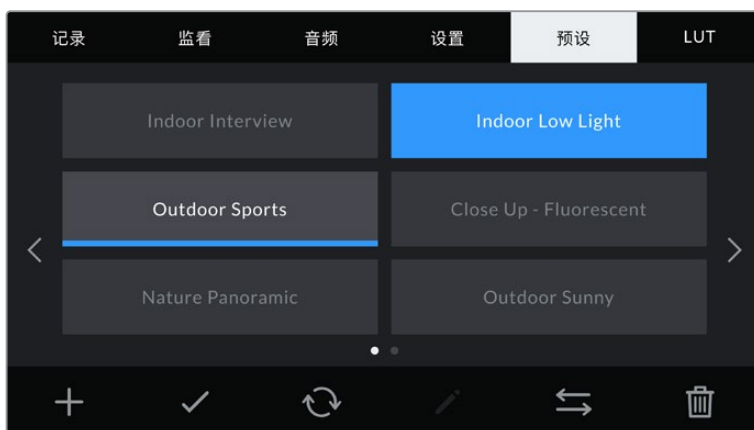 记录 监看 音频 设置 预设 LUT
Indoor Interview Indoor Low Light
Outdoor Sports Close Up - Fluorescent
Nature Panoramic Outdoor Sunny